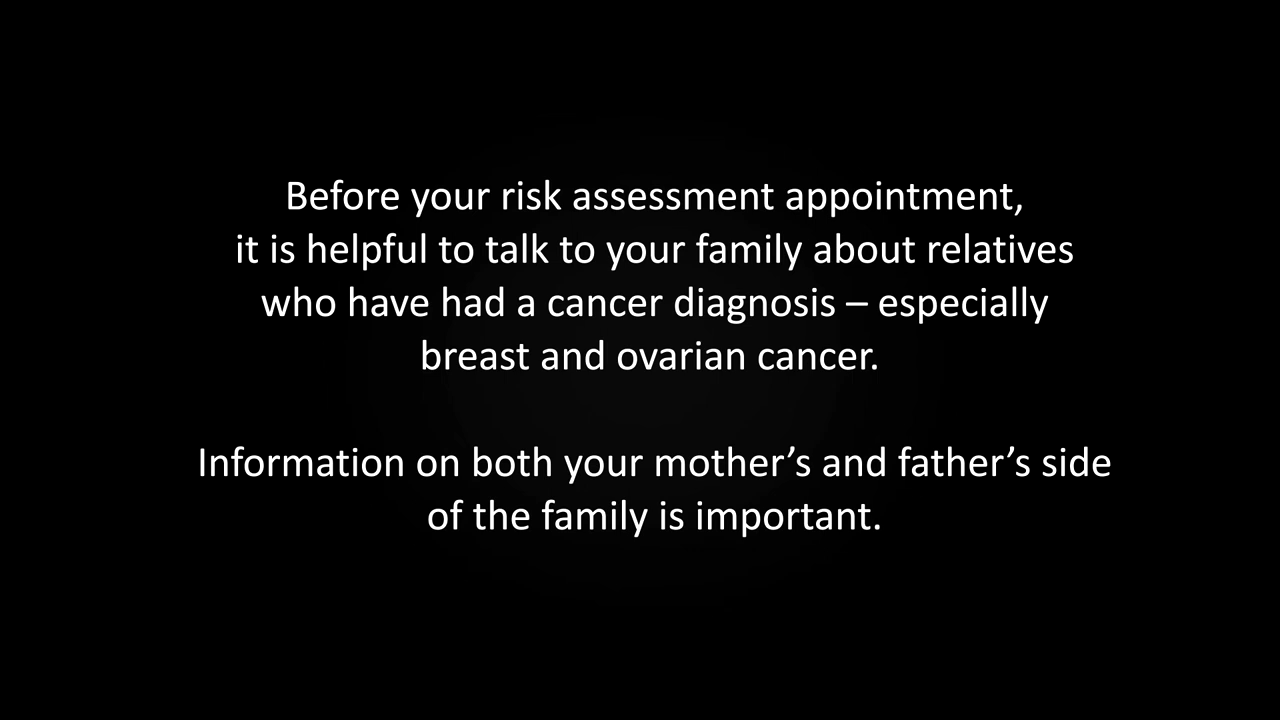 Before your risk assessment appointment,
it is helpful to talk to your family about relatives
who have had a cancer diagnosis – especially
breast and ovarian cancer.
Information on both your mother’s and father’s side
of the family is important.